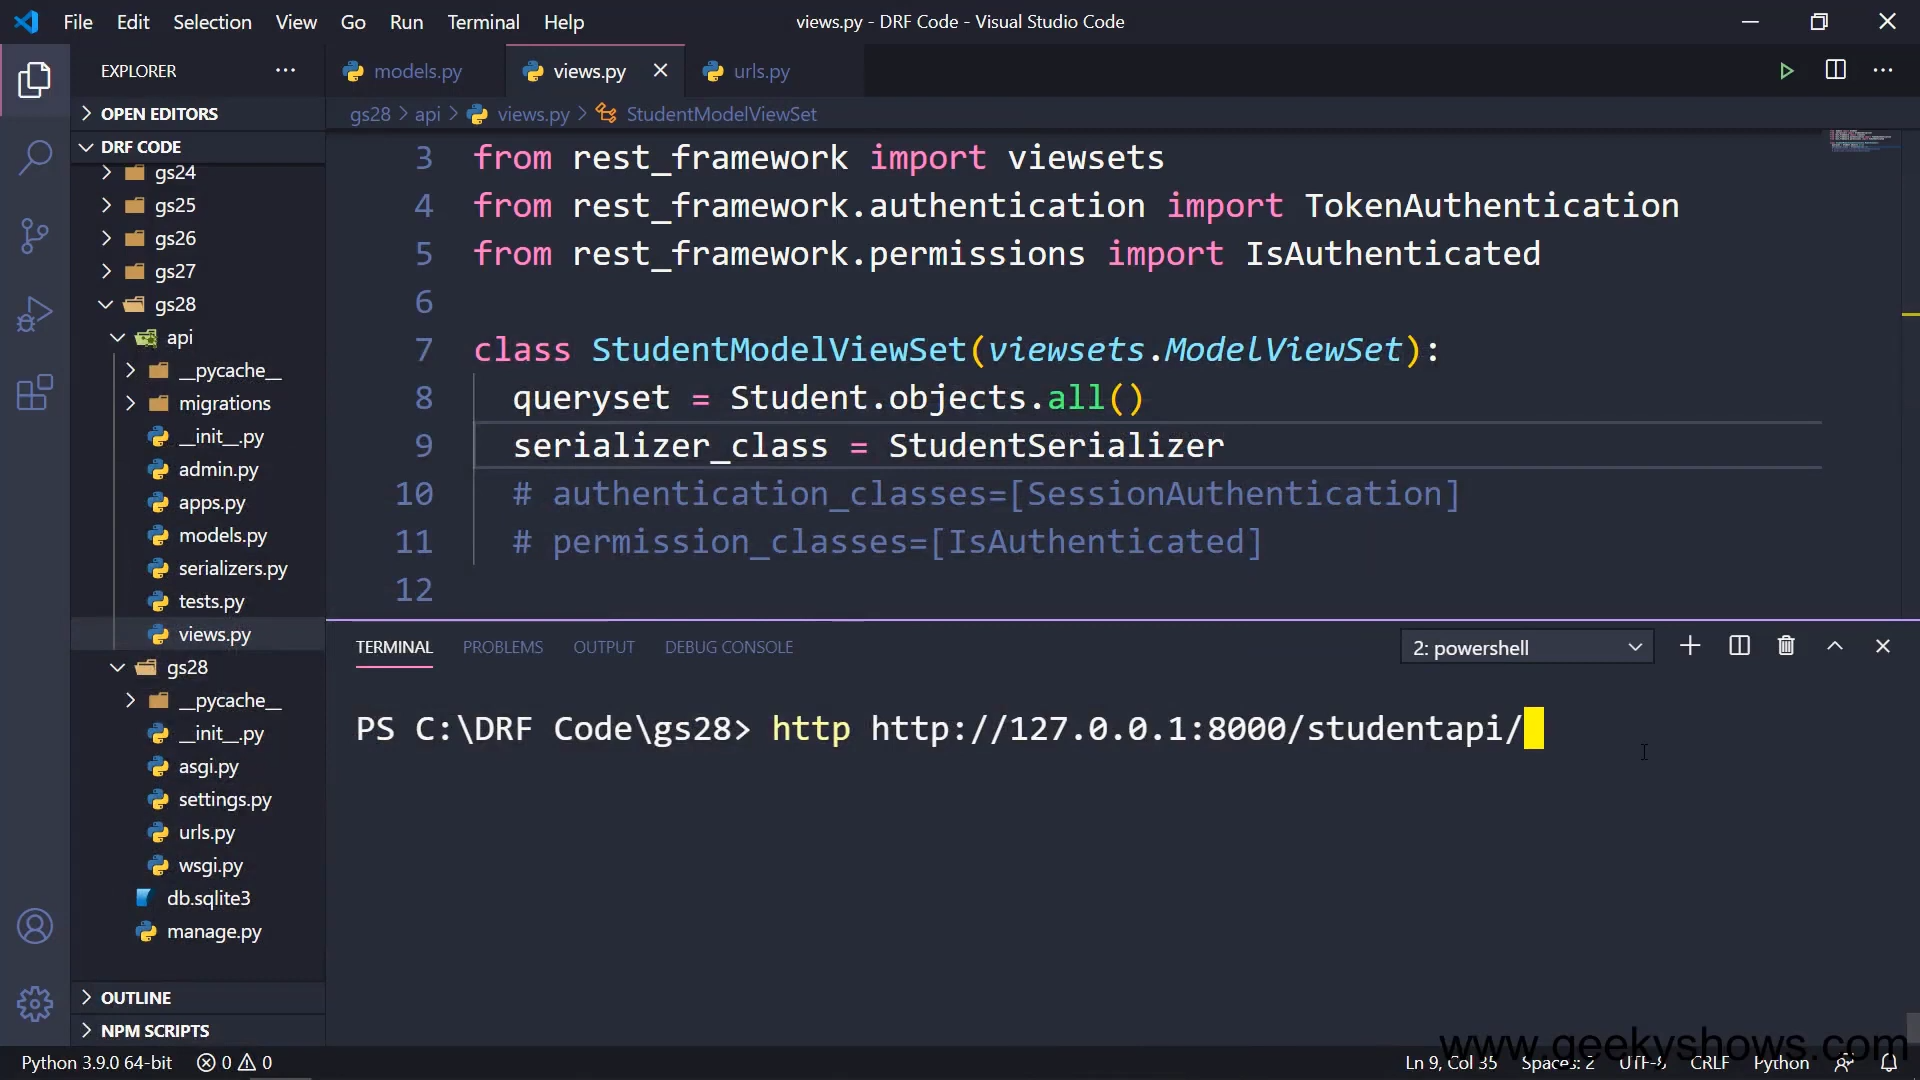 File Edit Selection View Go Run Terminal Help
views.py - DRF Code - Visual Studio Code
EXPLORER
models.py
views.py
urls.py
OPEN EDITORS
gs28 > api > views.py > StudentModelViewSet
DRF CODE
gs24
gs25
gs26
gs27
gs28
api
__pycache__
migrations
__init__.py
admin.py
apps.py
models.py
serializers.py
tests.py
views.py
gs28
__pycache__
__init__.py
asgi.py
settings.py
urls.py
wsgi.py
db.sqlite3
manage.py
OUTLINE
NPM SCRIPTS
3 from rest_framework import viewsets
4 from rest_framework.authentication import TokenAuthentication
5 from rest_framework.permissions import IsAuthenticated
6
7 class StudentModelViewSet(viewsets.ModelViewSet):
8 queryset = Student.objects.all()
9 serializer_class = StudentSerializer
10 # authentication_classes=[SessionAuthentication]
11 # permission_classes=[IsAuthenticated]
12
TERMINAL PROBLEMS OUTPUT DEBUG CONSOLE
2: powershell
PS C:\DRF Code\gs28> http http://127.0.0.1:8000/studentapi/
www.geekyshows.com
Python 3.9.0 64-bit 0 0
Ln 9, Col 35 Spaces: 2 UTF-8 CRLF Python